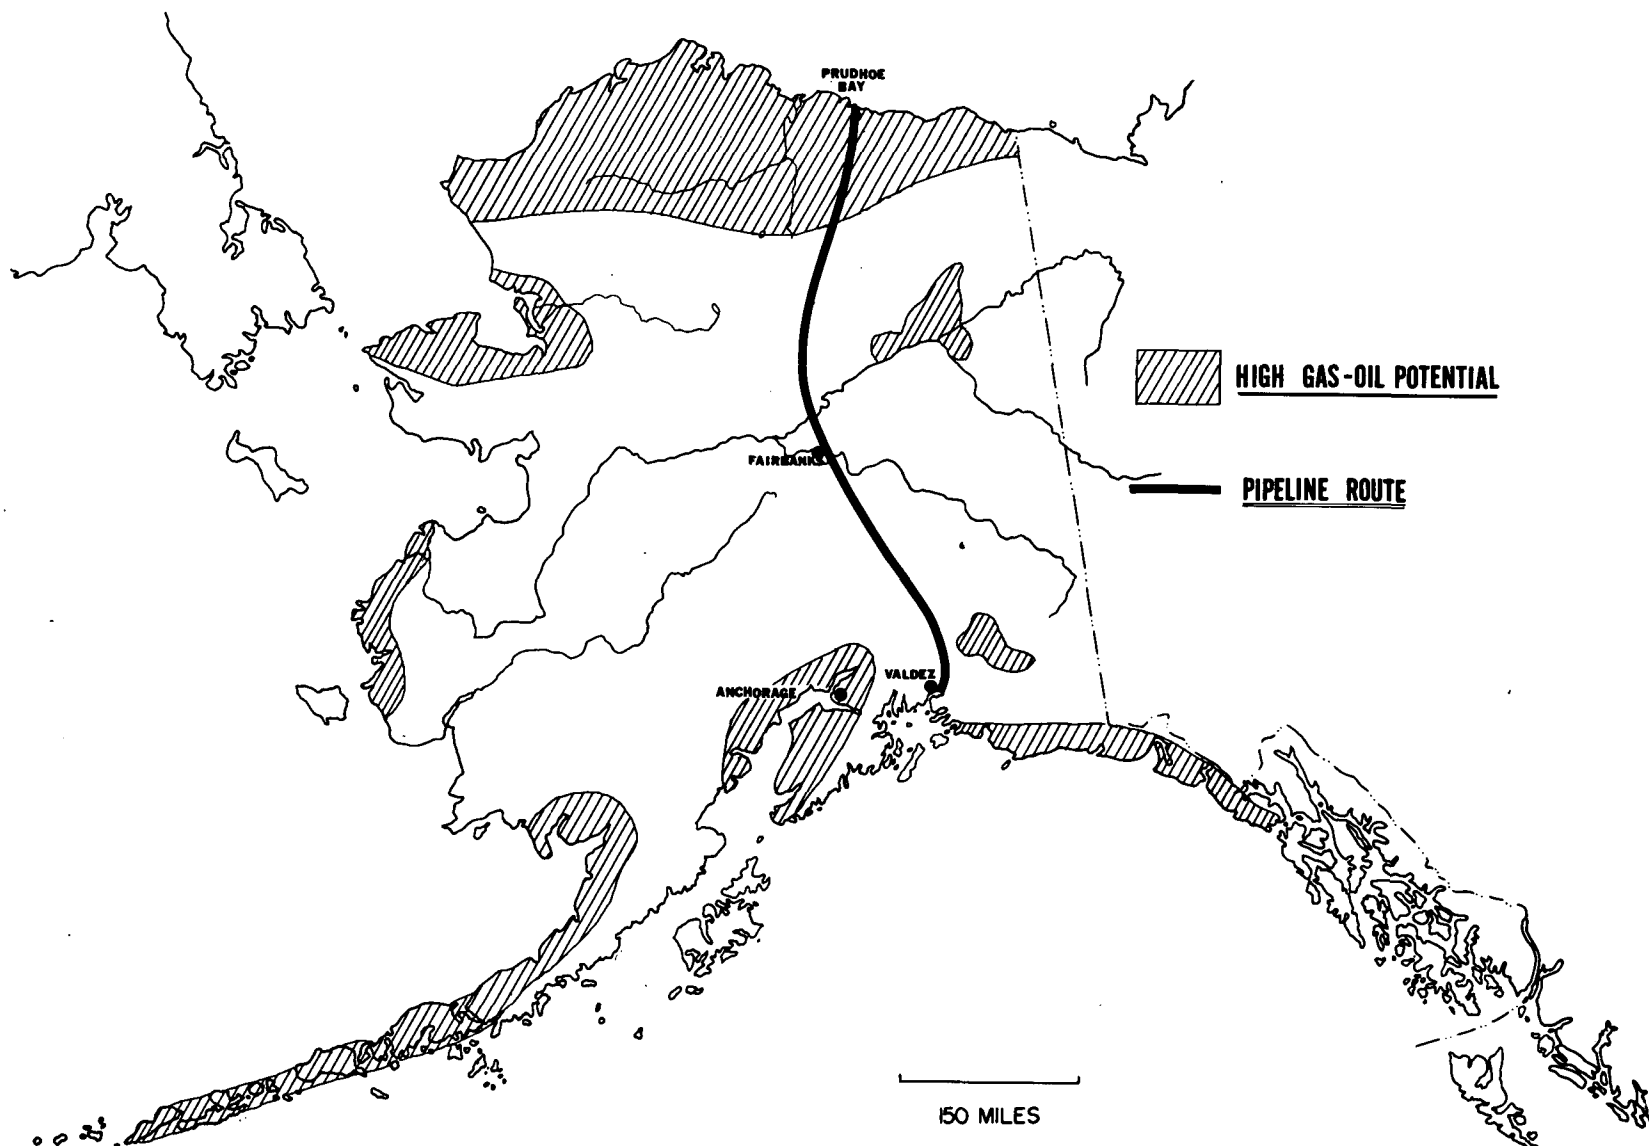 PRUDHOE
BAY
HIGH GAS-OIL POTENTIAL
FAIRBANKS
PIPELINE ROUTE
VALDEZ
ANCHORAGE
150 MILES